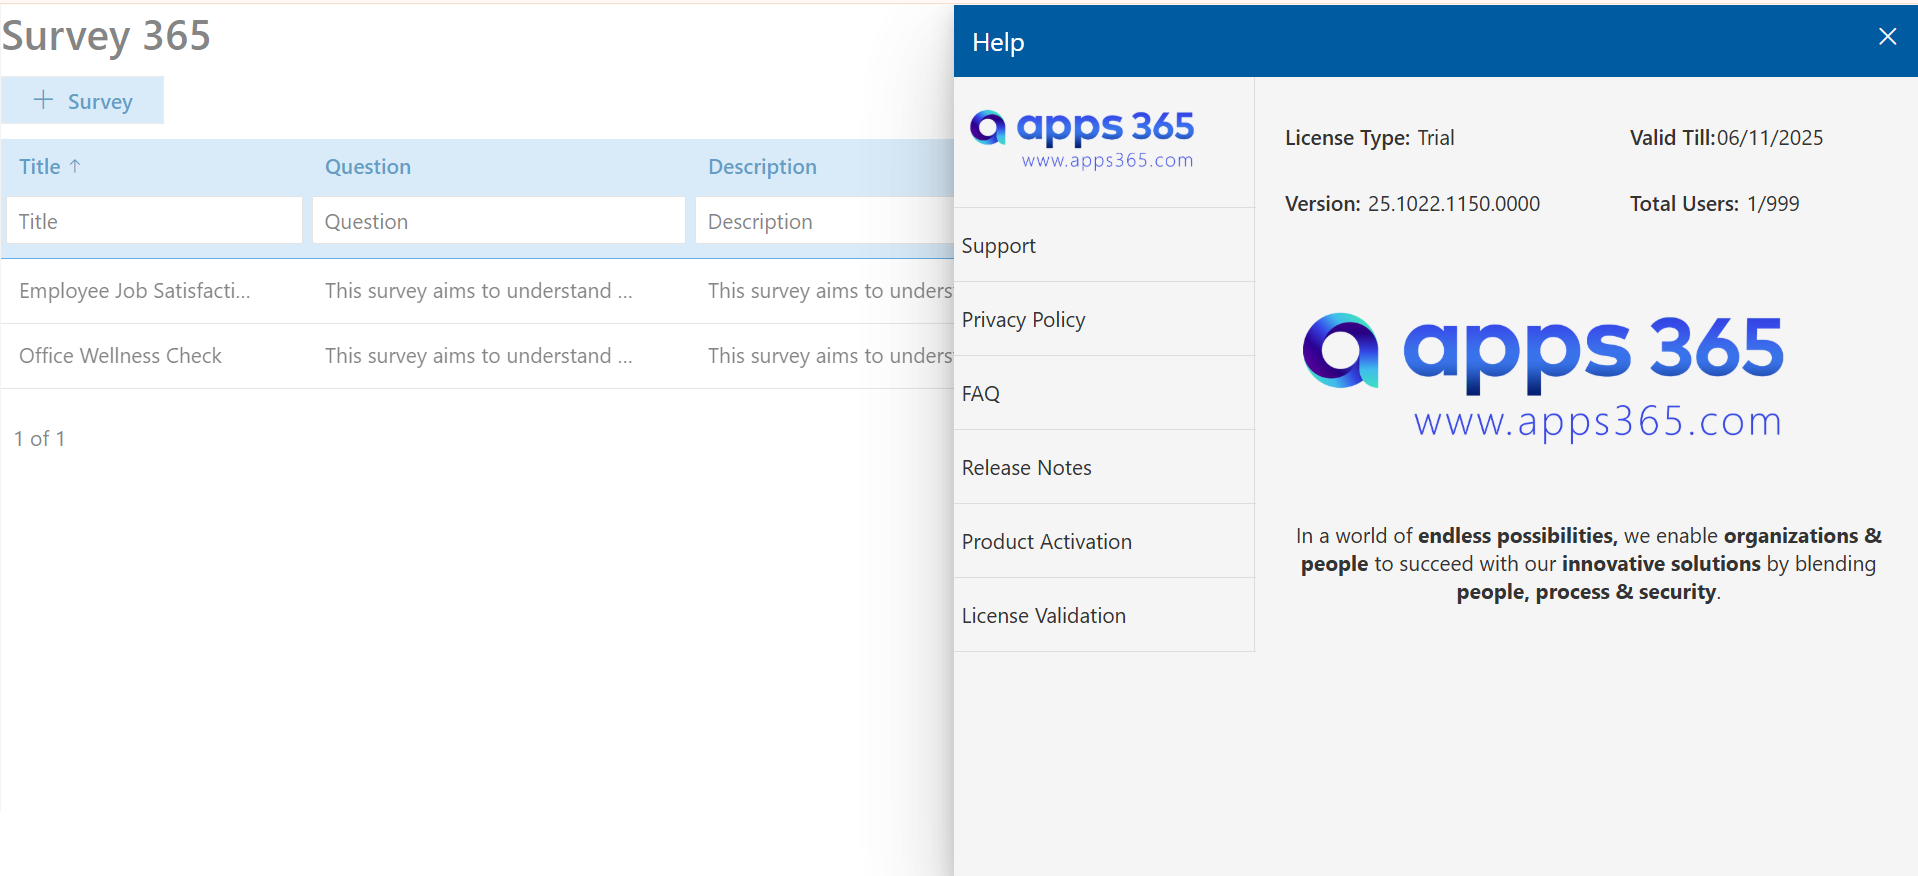 Survey 365
Survey
Title Question Description
Title Question Description
Employee Job Satisfacti... This survey aims to understand ... This survey aims to unders
Office Wellness Check This survey aims to understand ... This survey aims to unders
1 of 1
Help
apps 365
www.apps365.com
Support
Privacy Policy
FAQ
Release Notes
Product Activation
License Validation
License Type: Trial Valid Till:06/11/2025
Version: 25.1022.1150.0000 Total Users: 1/999
apps 365
www.apps365.com
In a world of endless possibilities, we enable organizations &
people to succeed with our innovative solutions by blending
people, process & security.